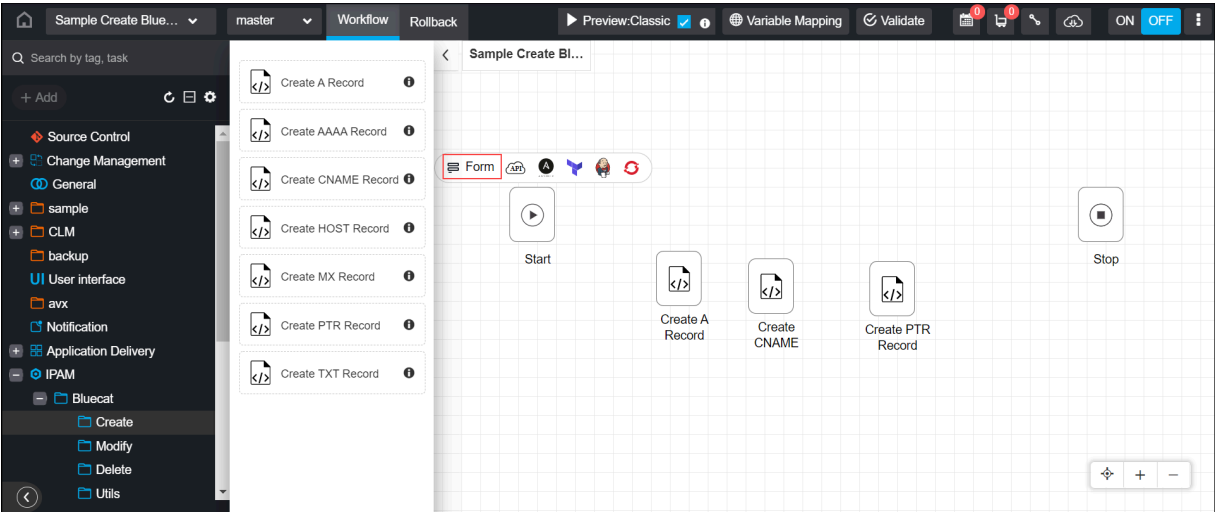 Sample Create Blue...
master
Workflow
Rollback
Preview:Classic
Variable Mapping
Validate
0
0
ON
OFF
Search by tag, task
+ Add
Source Control
Change Management
General
sample
CLM
backup
UI User interface
avx
Notification
Application Delivery
IPAM
Bluecat
Create
Modify
Delete
Utils
Create A Record
Create AAAA Record
Create CNAME Record
Create HOST Record
Create MX Record
Create PTR Record
Create TXT Record
Sample Create Bl...
Form
API
A
Start
Create A
Record
Create
CNAME
Create PTR
Record
Stop